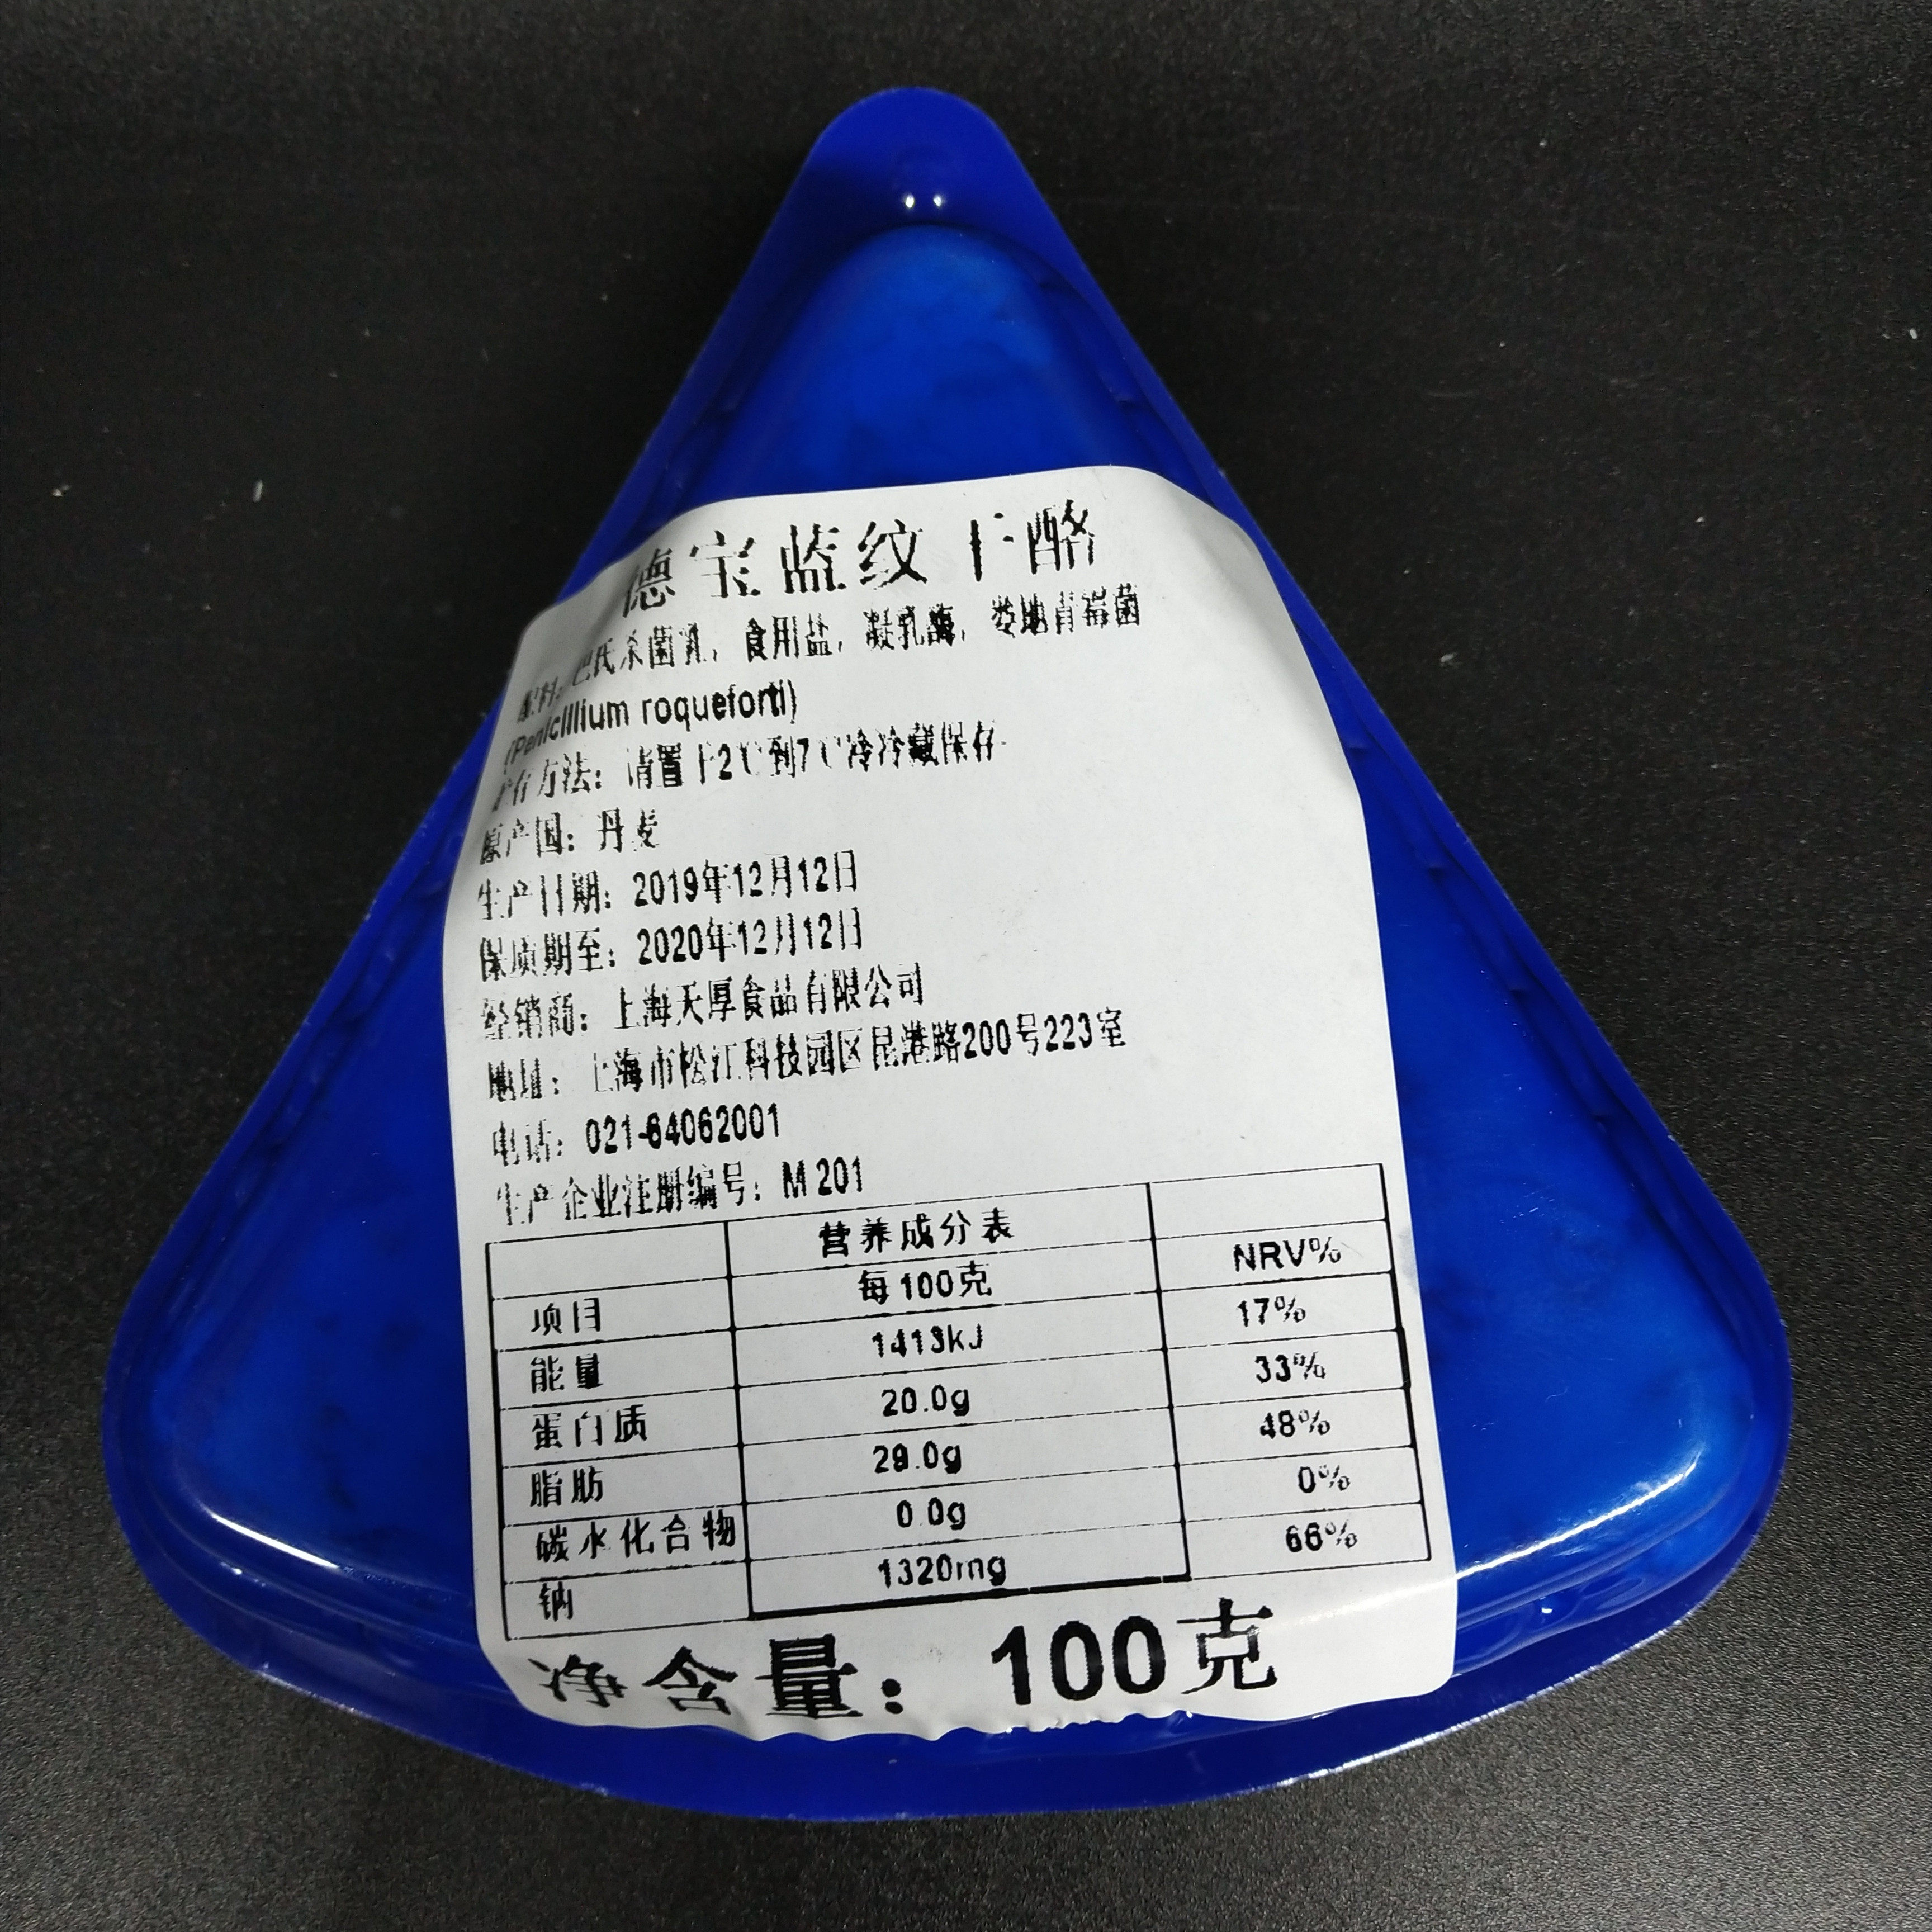 德宝蓝纹干酪
配料：巴氏杀菌乳，食用盐，凝乳酶，娄地青霉菌
(Penicillium roqueforti)
贮存方法：请置于2℃到7℃冷冷藏保存
原产国：丹麦
生产日期：2019年12月12日
保质期至：2020年12月12日
经销商：上海天厚食品有限公司
地址：上海市松江科技园区昆港路200号223室
电话：021-64062001
生产企业注册编号：M 201
营养成分表
项目 每100克 NRV%
能量 1413kJ 17%
蛋白质 20.0g 33%
脂肪 29.0g 48%
碳水化合物 0.0g 0%
钠 1320mg 66%
净含量：100克